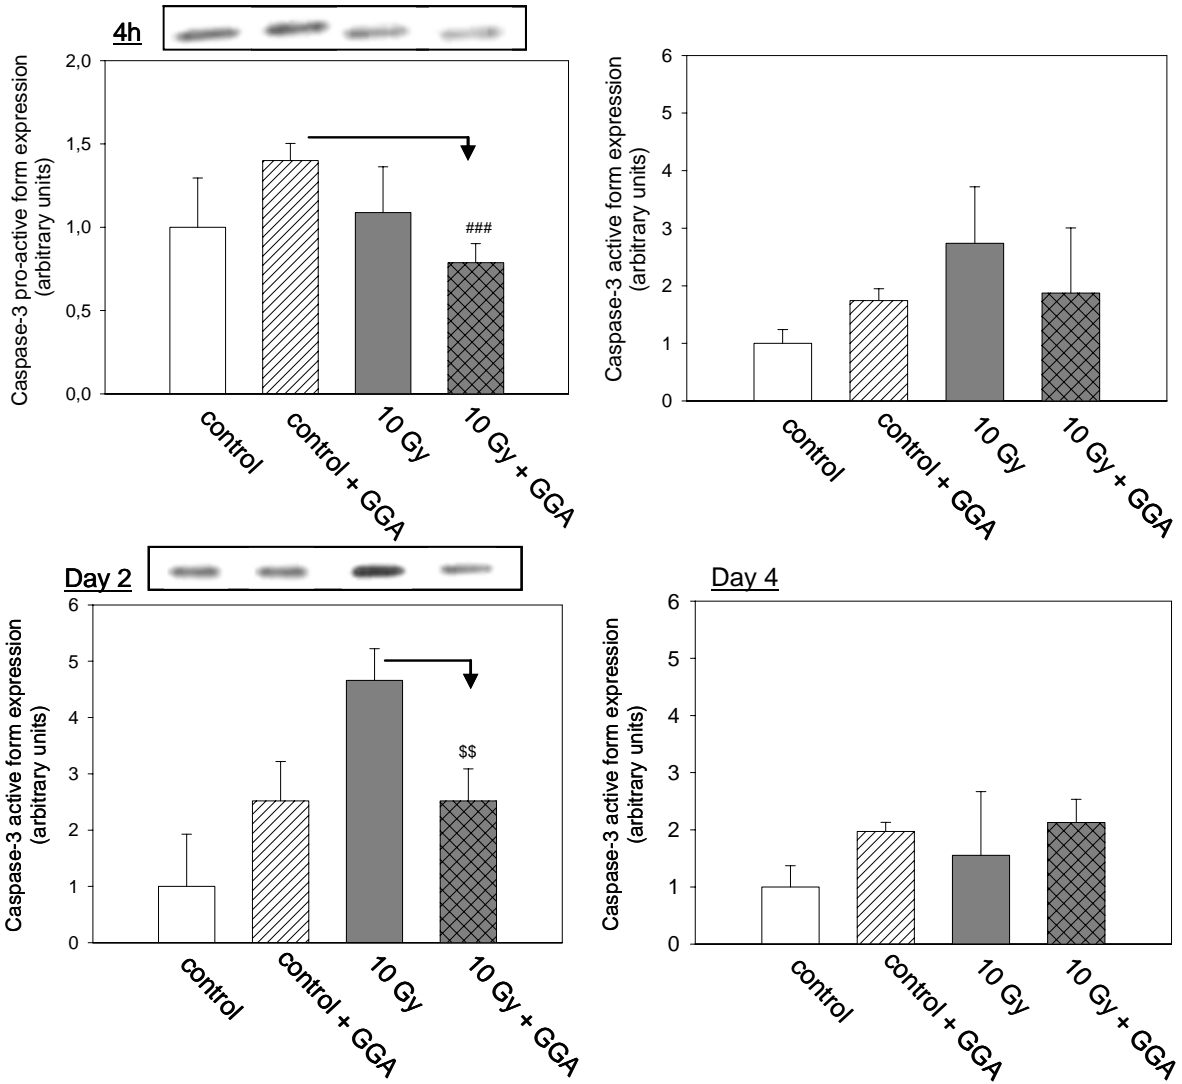 4h
2,0
1,5
1,0
0,5
0,0
Caspase-3 pro-active form expression
(arbitrary units)
###
control
control + GGA
10 Gy
10 Gy + GGA
6
5
4
3
2
1
0
Caspase-3 active form expression
(arbitrary units)
control
control + GGA
10 Gy
10 Gy + GGA
Day 2
6
5
4
3
2
1
0
Caspase-3 active form expression
(arbitrary units)
$$
control
control + GGA
10 Gy
10 Gy + GGA
Day 4
6
5
4
3
2
1
0
Caspase-3 active form expression
(arbitrary units)
control
control + GGA
10 Gy
10 Gy + GGA